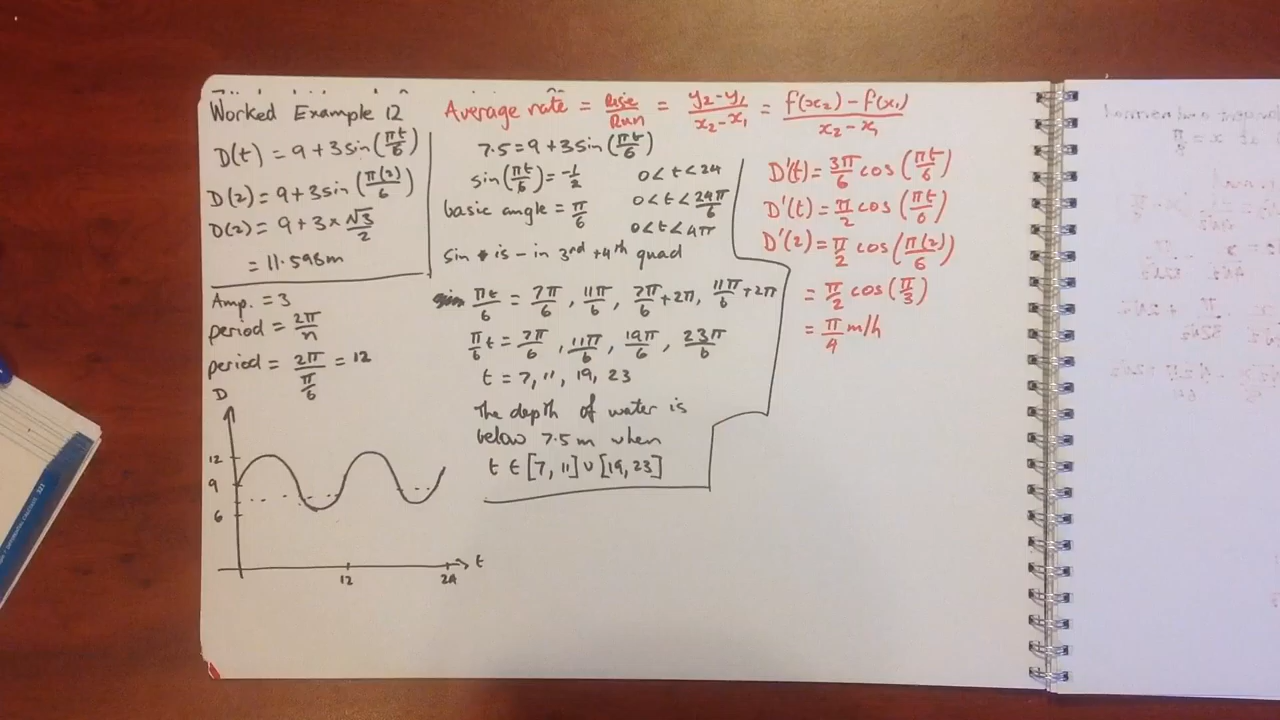 Worked Example 12
D(t) = 9 + 3sin(πt/6)
D(2) = 9 + 3sin(π(2)/6)
D(2) = 9 + 3 × √3/2
= 11.598m
Amp. = 3
period = 2π/n
period = 2π/(π/6) = 12
D
12
9
6
12
24
t
Average rate = Rise/Run = (y₂-y₁)/(x₂-x₁) = (f(x₂)-f(x₁))/(x₂-x₁)
7.5 = 9 + 3sin(πt/6)
sin(πt/6) = -1/2
0 < t < 24
basic angle = π/6
0 < t < 24π/6
0 < t < 4π
sin is - in 3rd + 4th quad
πt/6 = 7π/6, 11π/6, 7π/6 + 2π, 11π/6 + 2π
π/6 t = 7π/6, 11π/6, 19π/6, 23π/6
t = 7, 11, 19, 23
The depth of water is
below 7.5 m when
t ∈ [7, 11] ∪ [19, 23]
D'(t) = 3π/6 cos(πt/6)
D'(t) = π/2 cos(πt/6)
D'(2) = π/2 cos(π(2)/6)
= π/2 cos(π/3)
= π/4 m/h